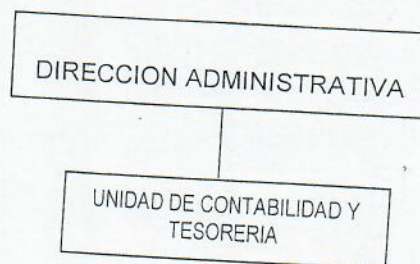 DIRECCION ADMINISTRATIVA
UNIDAD DE CONTABILIDAD Y
TESORERIA